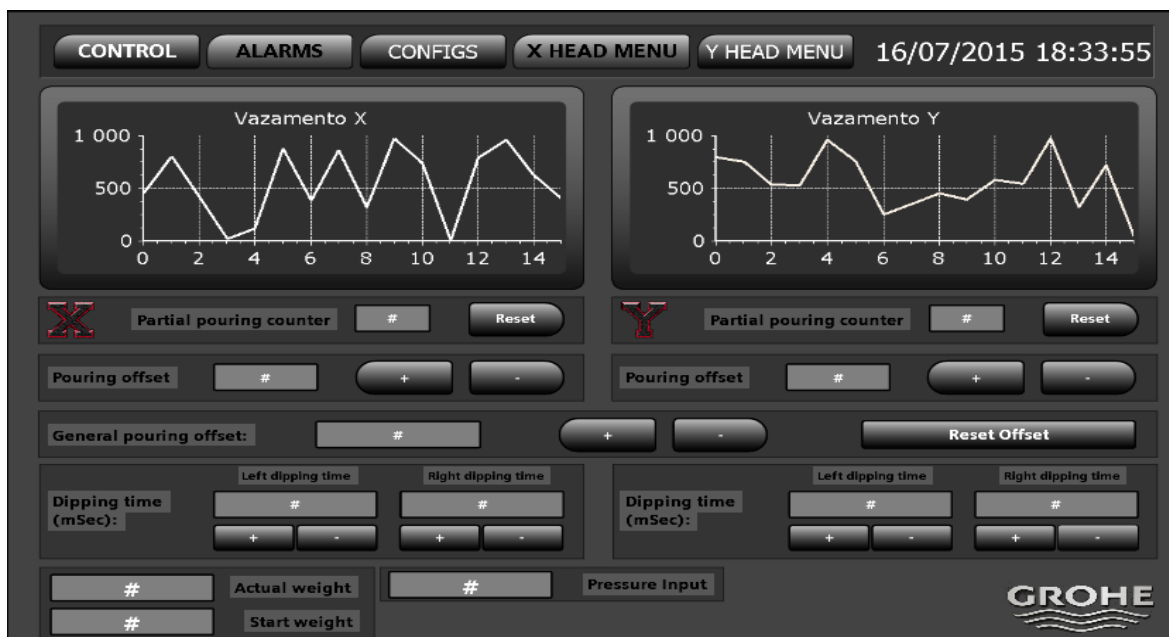 CONTROL ALARMS CONFIGS X HEAD MENU Y HEAD MENU 16/07/2015 18:33:55
Vazamento X
1 000
500
0
0 2 4 6 8 10 12 14
Vazamento Y
1 000
500
0
0 2 4 6 8 10 12 14
X Partial pouring counter # Reset
Y Partial pouring counter # Reset
Pouring offset # + -
Pouring offset # + -
General pouring offset: # + - Reset Offset
Left dipping time Right dipping time
Dipping time # #
(mSec):
+ - + -
Left dipping time Right dipping time
Dipping time # #
(mSec):
+ - + -
# Actual weight # Pressure Input
# Start weight
GROHE